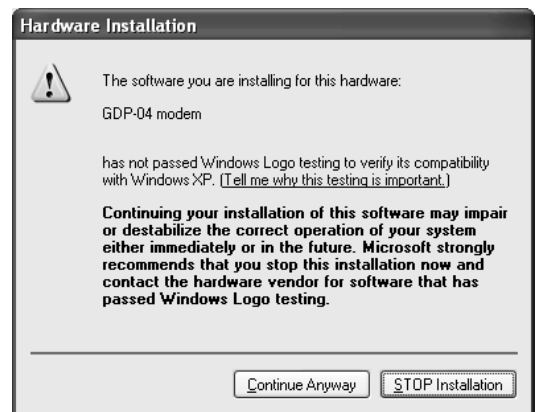 Hardware Installation
The software you are installing for this hardware:
GDP-04 modem
has not passed Windows Logo testing to verify its compatibility
with Windows XP. (Tell me why this testing is important.)
Continuing your installation of this software may impair
or destabilize the correct operation of your system
either immediately or in the future. Microsoft strongly
recommends that you stop this installation now and
contact the hardware vendor for software that has
passed Windows Logo testing.
Continue Anyway
STOP Installation